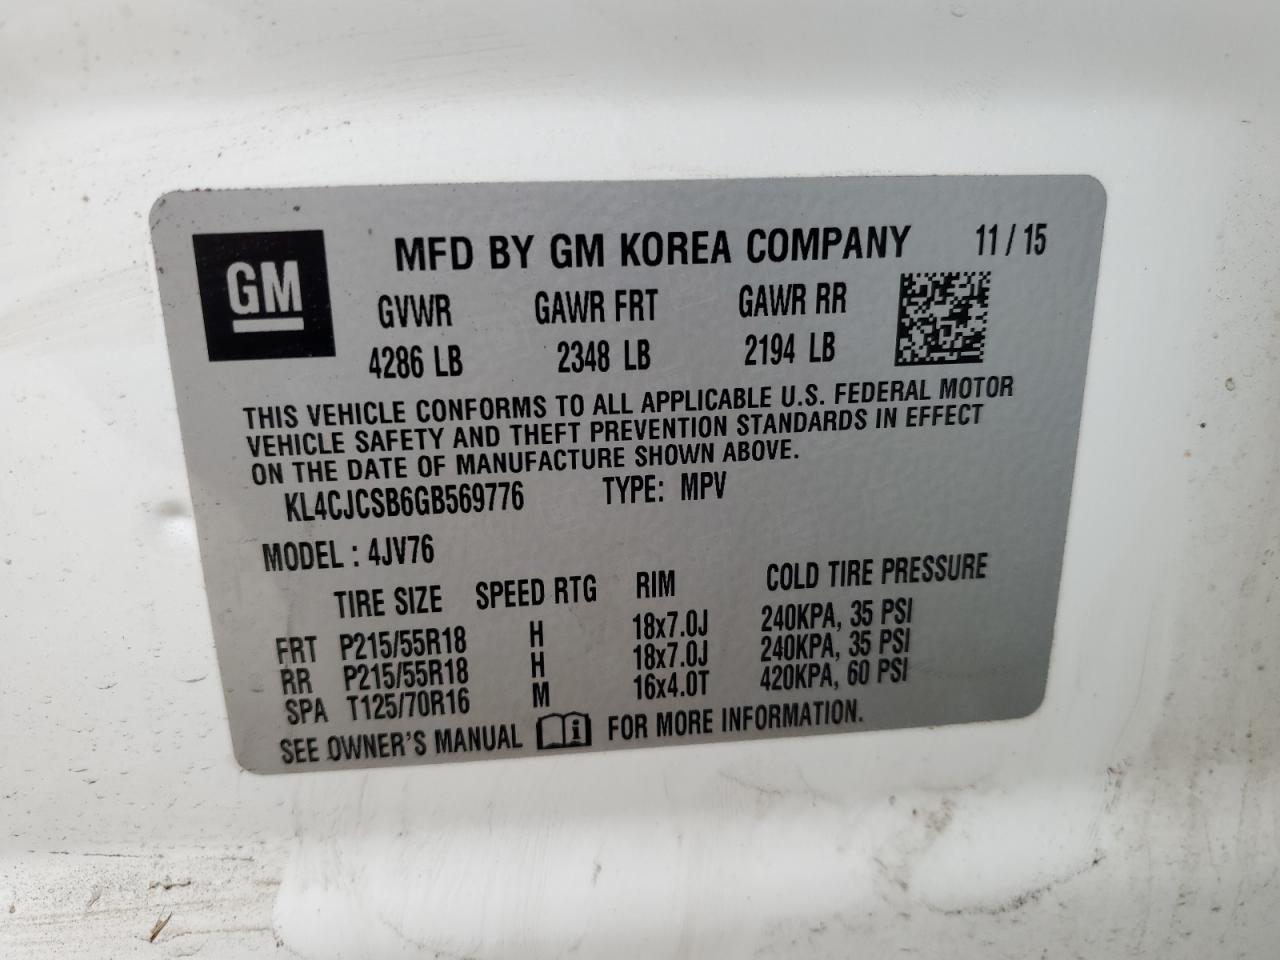 GM
MFD BY GM KOREA COMPANY 11 / 15
GVWR GAWR FRT GAWR RR
4286 LB 2348 LB 2194 LB
THIS VEHICLE CONFORMS TO ALL APPLICABLE U.S. FEDERAL MOTOR
VEHICLE SAFETY AND THEFT PREVENTION STANDARDS IN EFFECT
ON THE DATE OF MANUFACTURE SHOWN ABOVE.
KL4CJCSB6GB569776 TYPE: MPV
MODEL : 4JV76
TIRE SIZE SPEED RTG RIM COLD TIRE PRESSURE
FRT P215/55R18 H 18x7.0J 240KPA, 35 PSI
RR P215/55R18 H 18x7.0J 240KPA, 35 PSI
SPA T125/70R16 M 16x4.0T 420KPA, 60 PSI
SEE OWNER'S MANUAL i FOR MORE INFORMATION.